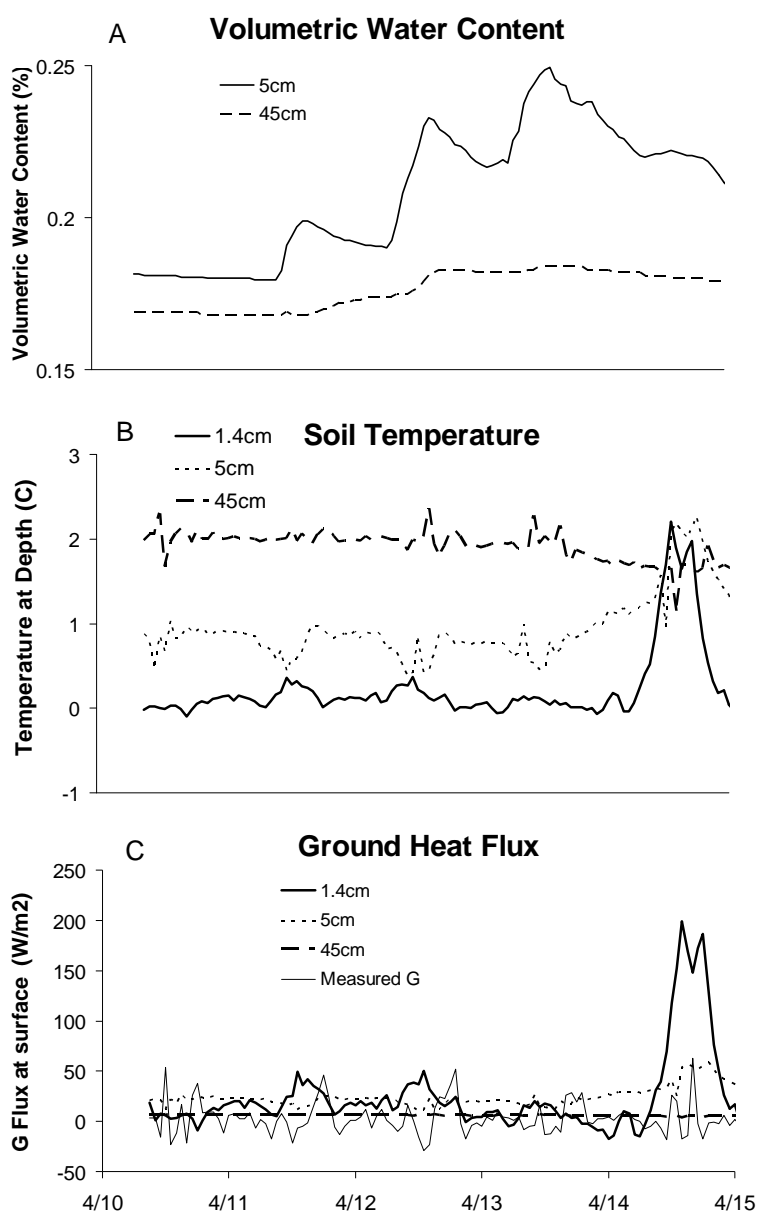 A
Volumetric Water Content
Volumetric Water Content (%)
0.25
0.2
0.15
5cm
45cm
B
Soil Temperature
Temperature at Depth (C)
1.4cm
5cm
45cm
3
2
1
0
-1
C
Ground Heat Flux
G Flux at surface (W/m2)
250
200
150
100
50
0
-50
1.4cm
5cm
45cm
Measured G
4/10 4/11 4/12 4/13 4/14 4/15